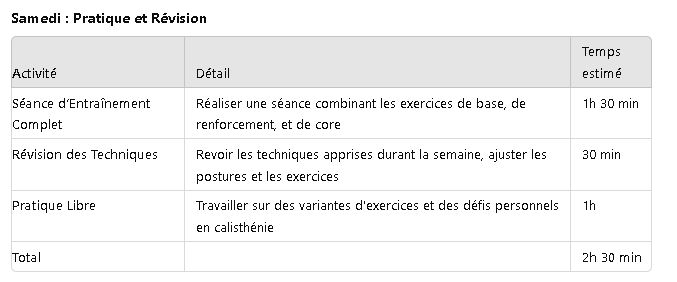 Samedi : Pratique et Révision
Temps
Activité Détail estimé
Séance d'Entraînement Réaliser une séance combinant les exercices de base, de 1h 30 min
Complet renforcement, et de core
Révision des Techniques Revoir les techniques apprises durant la semaine, ajuster les 30 min
postures et les exercices
Pratique Libre Travailler sur des variantes d'exercices et des défis personnels 1h
en calisthénie
Total 2h 30 min